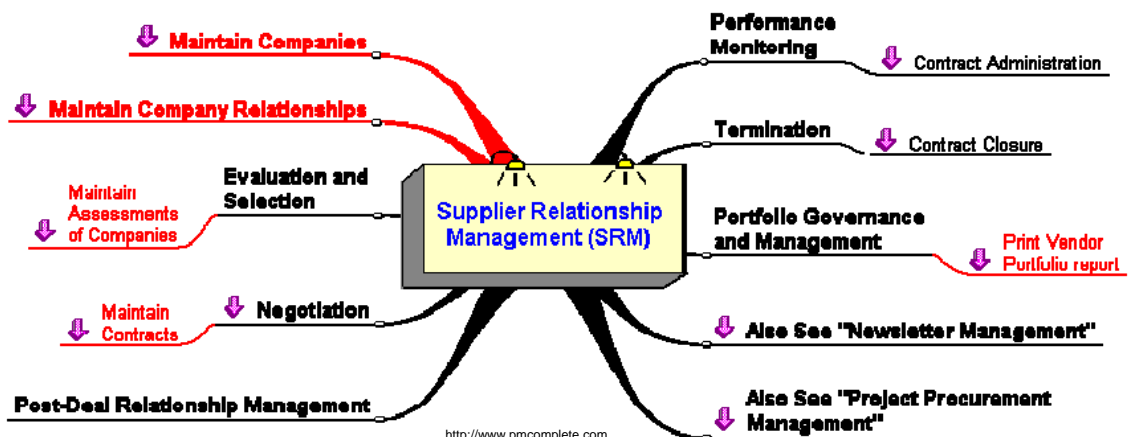 Maintain Companies
Maintain Company Relationships
Evaluation and
Selection
Maintain
Assessments
of Companies
Negotiation
Maintain
Contracts
Post-Deal Relationship Management
Supplier Relationship
Management (SRM)
Performance
Monitoring
Contract Administration
Termination
Contract Closure
Portfolio Governance
and Management
Print Vendor
Portfolio report
Also See "Newsletter Management"
Also See "Project Procurement
Management"
http://www.pmcomplete.com